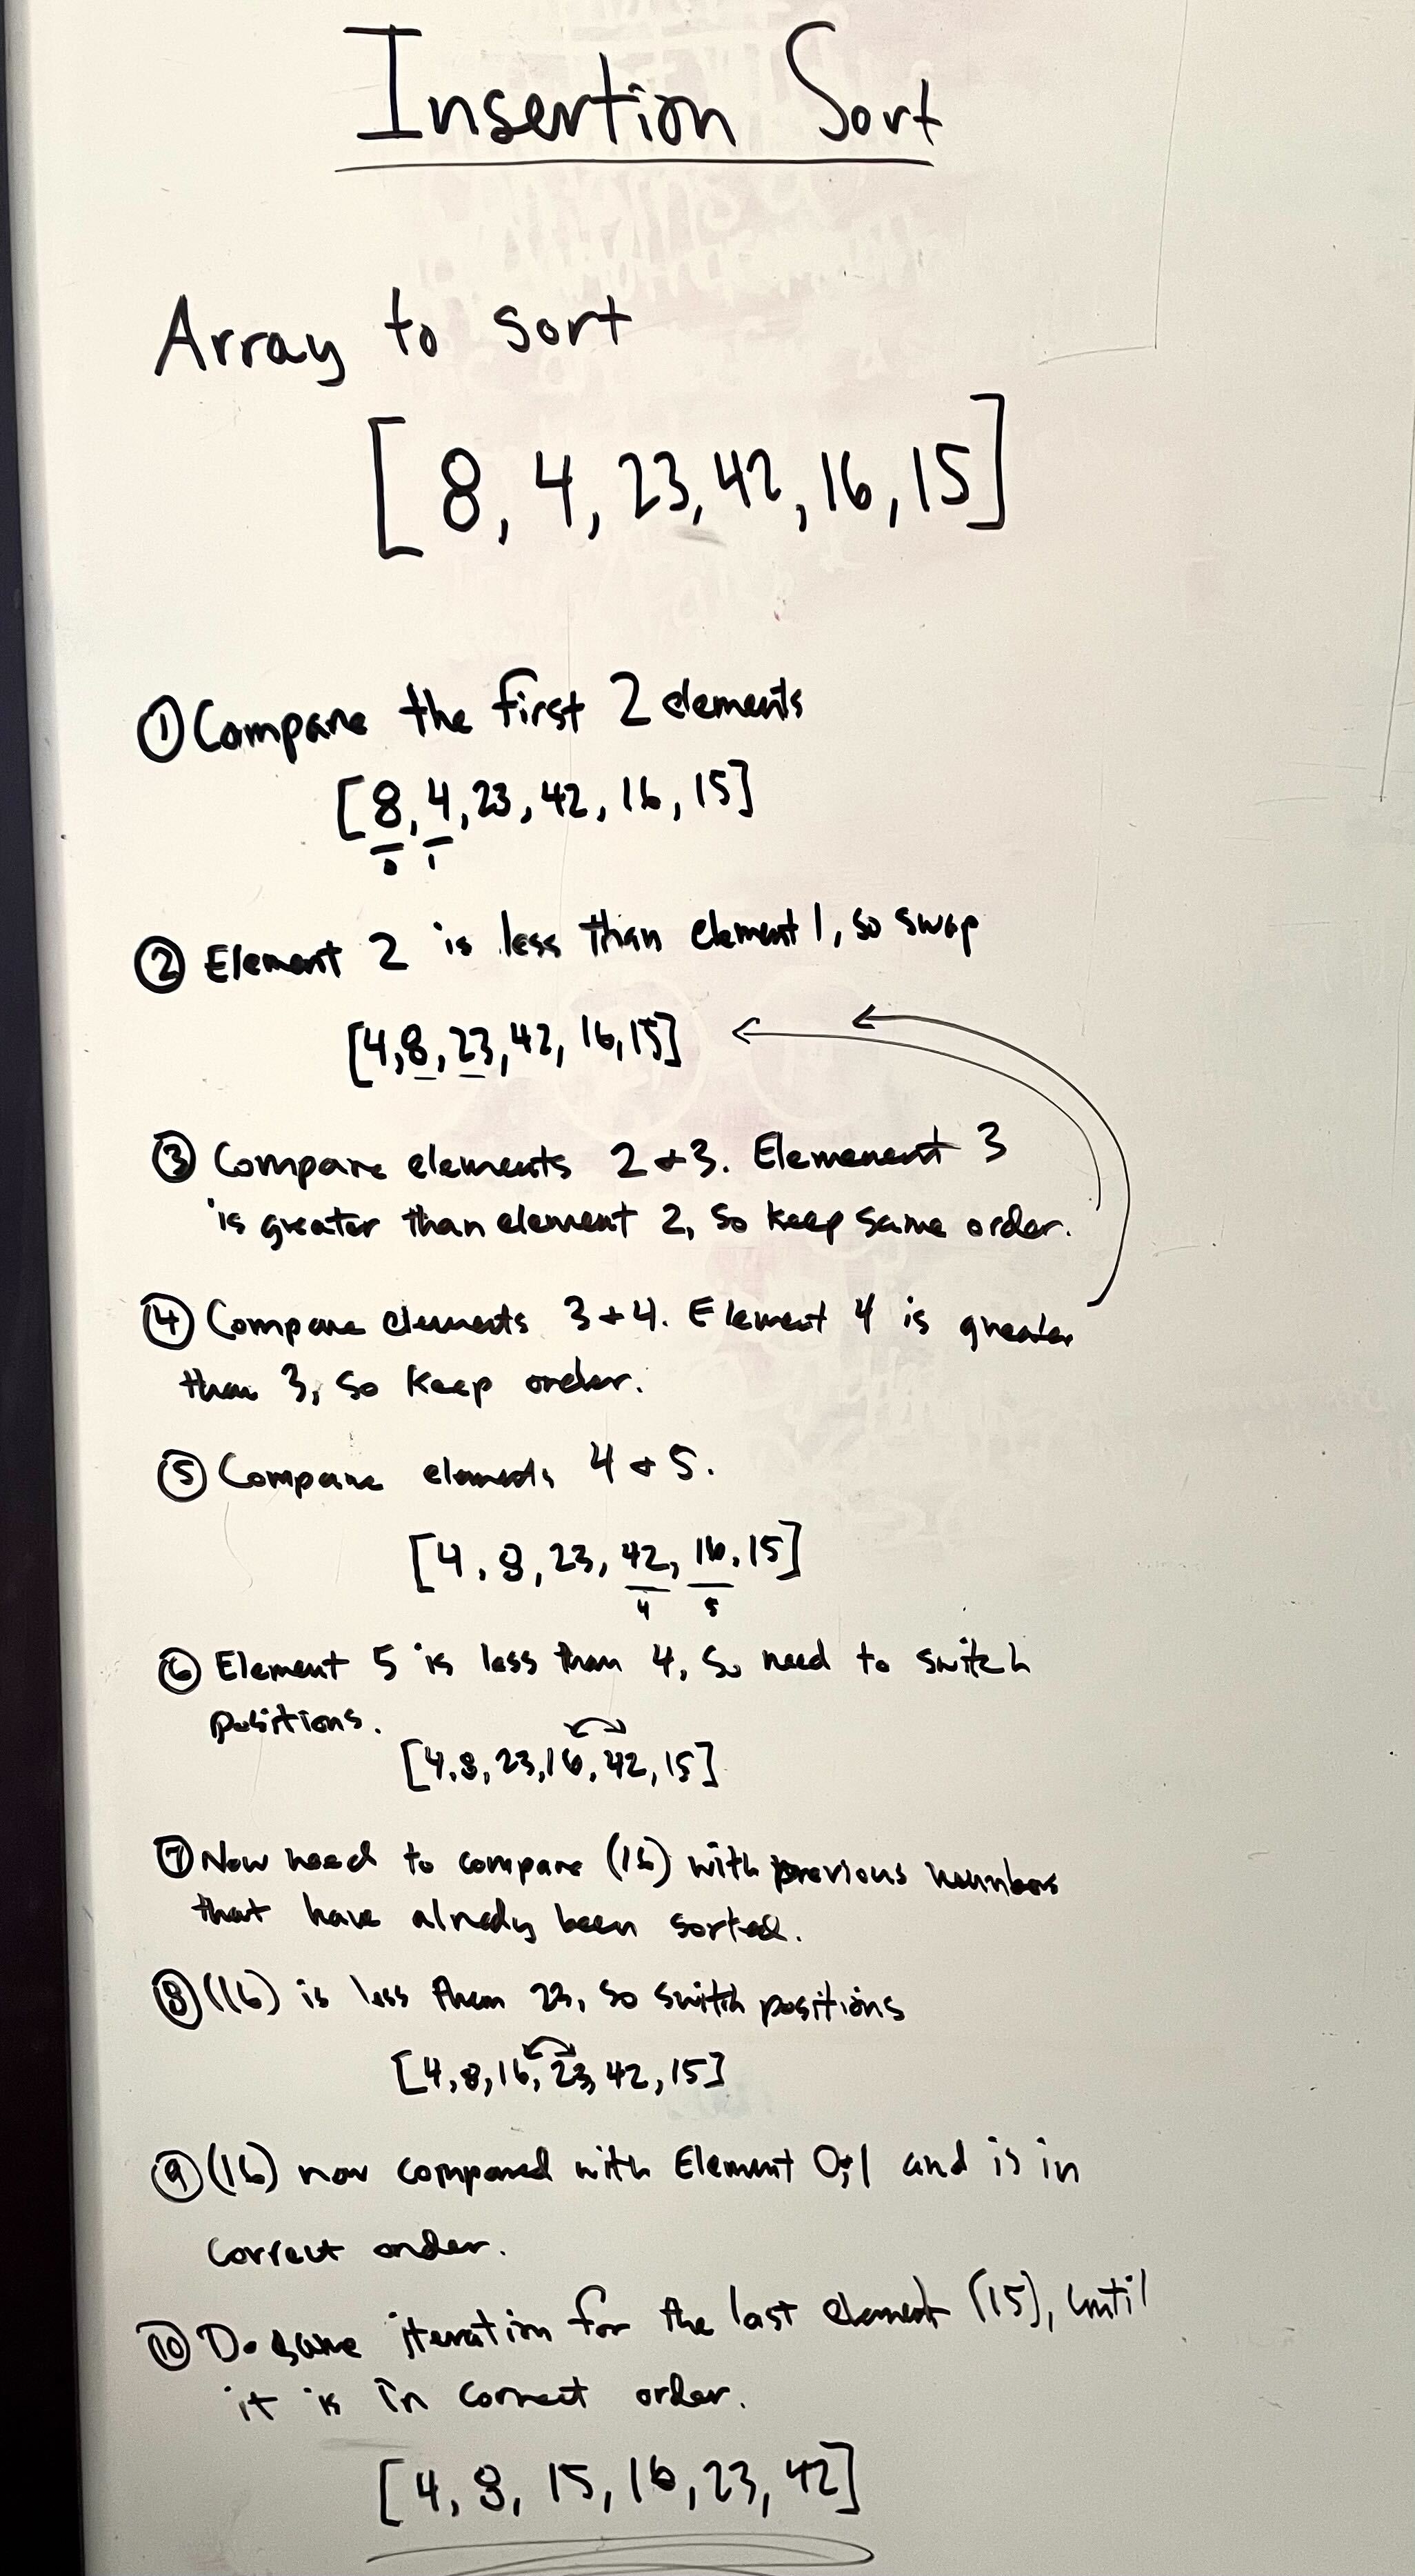 Insertion Sort
Array to sort
[8, 4, 23, 42, 16, 15]
① Compare the first 2 elements
[8, 4, 23, 42, 16, 15]
0 1
② Element 2 is less than element 1, so swap
[4, 8, 23, 42, 16, 15]
③ Compare elements 2 & 3. Elemenent 3
is greater than element 2, so keep same order.
④ Compare elements 3 + 4. Element 4 is greater
than 3, so keep order.
⑤ Compare elements 4 & 5.
[4, 8, 23, 42, 16, 15]
4 5
⑥ Element 5 is less than 4, so need to switch
positions.
[4, 8, 23, 16, 42, 15]
⑦ Now need to compare (16) with previous numbers
that have already been sorted.
⑧ (16) is less than 23, so switch positions
[4, 8, 16, 23, 42, 15]
⑨ (16) now compared with Element 0 & 1 and is in
correct order.
⑩ Do same iteration for the last element (15), until
it is in correct order.
[4, 8, 15, 16, 23, 42]